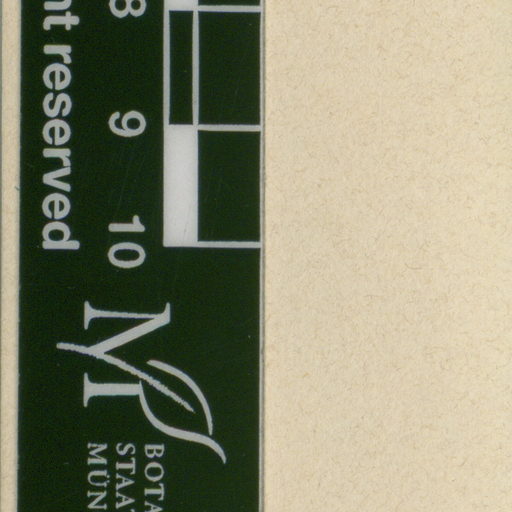 8 9 10
nt reserved
BOTA
STAA
MÜN